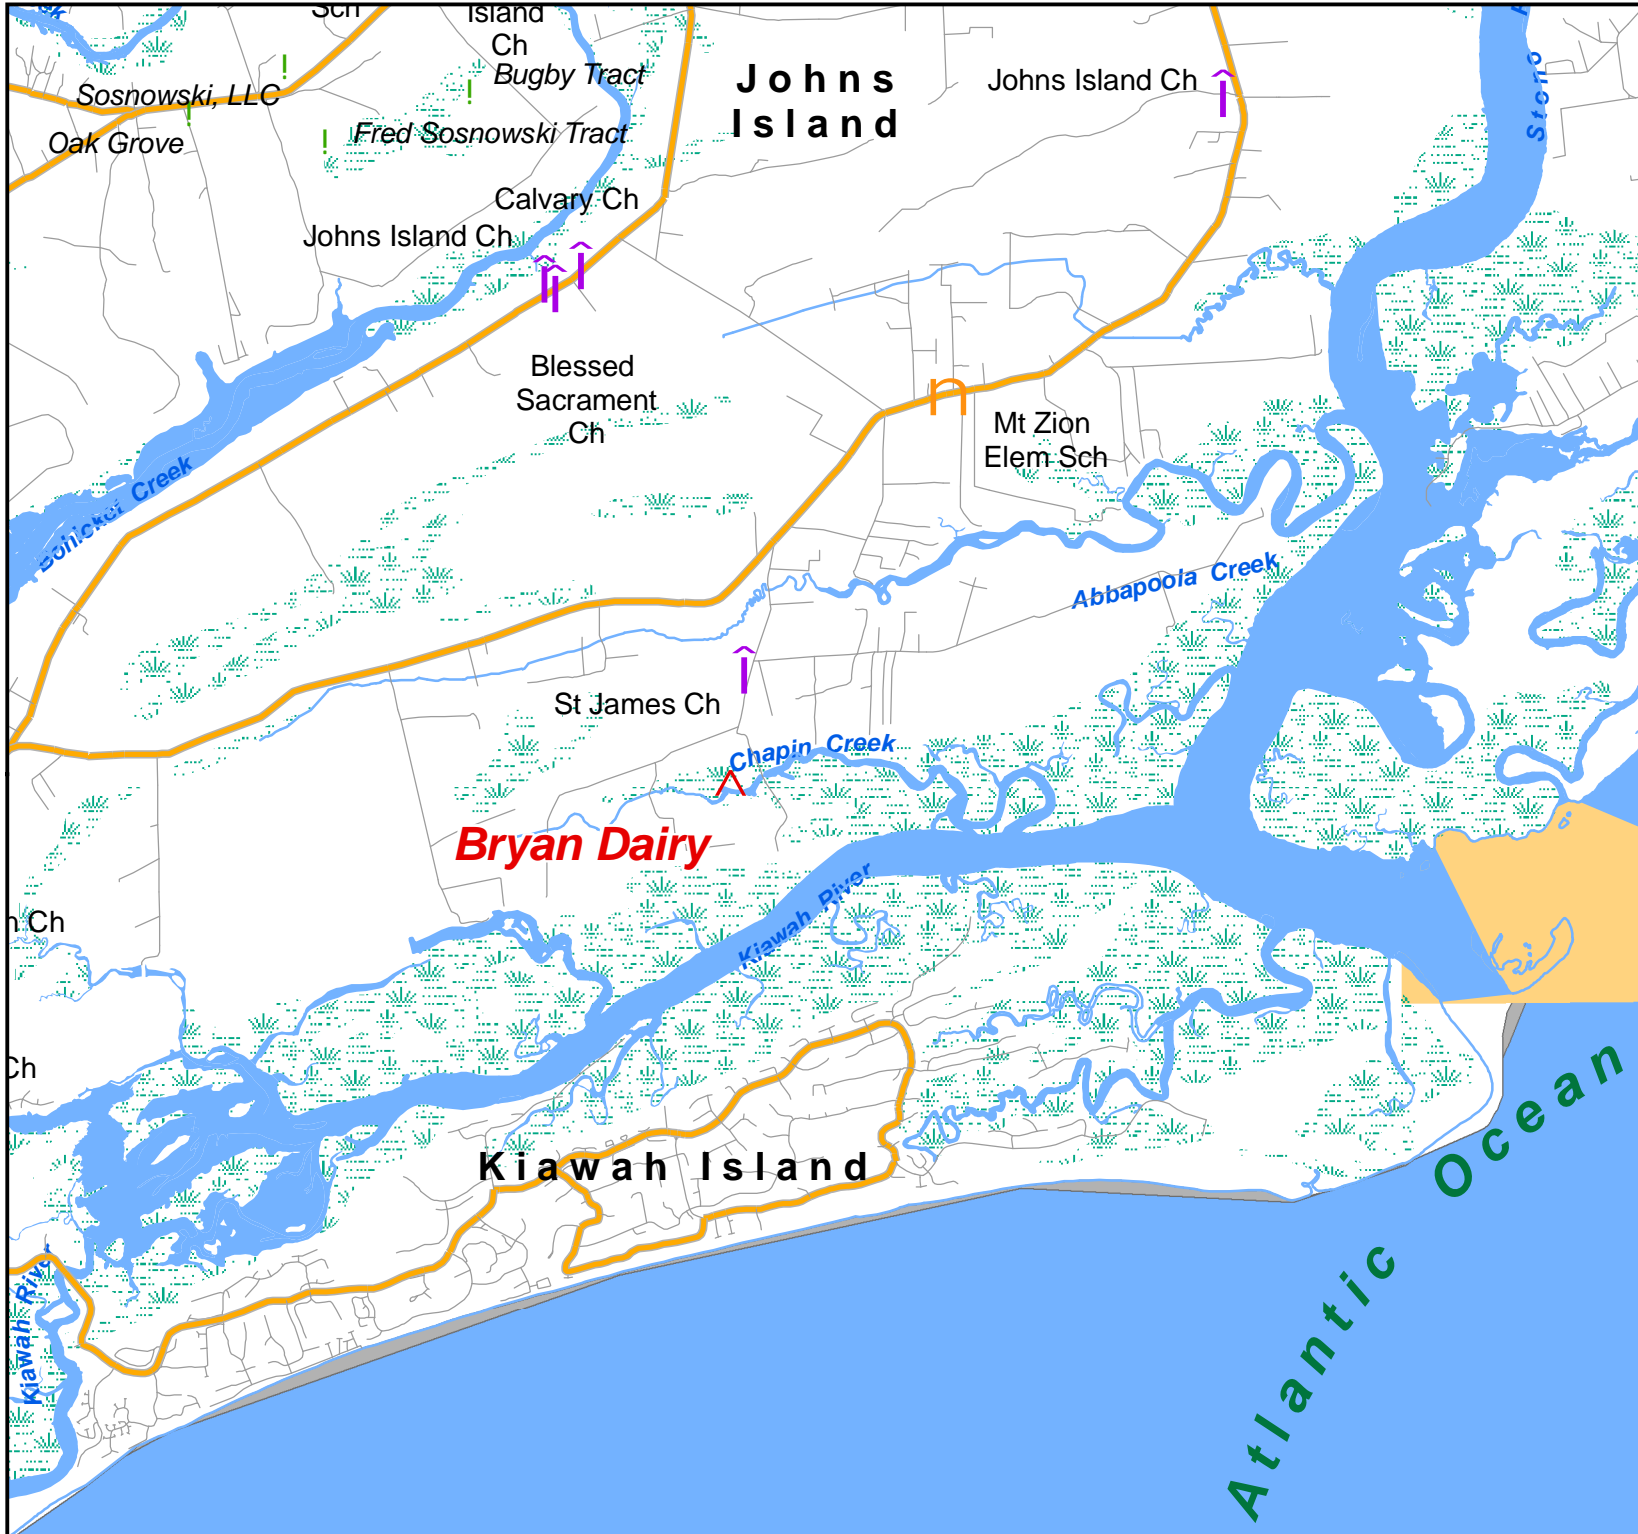 Sch
Island
Ch
Bugby Tract
Sosnowski, LLC
Oak Grove
Fred Sosnowski Tract
Johns
Island
Johns Island Ch
Stono
Calvary Ch
Johns Island Ch
Blessed
Sacrament
Ch
Mt Zion
Elem Sch
Bohicket Creek
Abbapoola Creek
St James Ch
Chapin Creek
Bryan Dairy
Kiawah River
Ch
Ch
Kiawah Island
Kiawah River
Atlantic Ocean